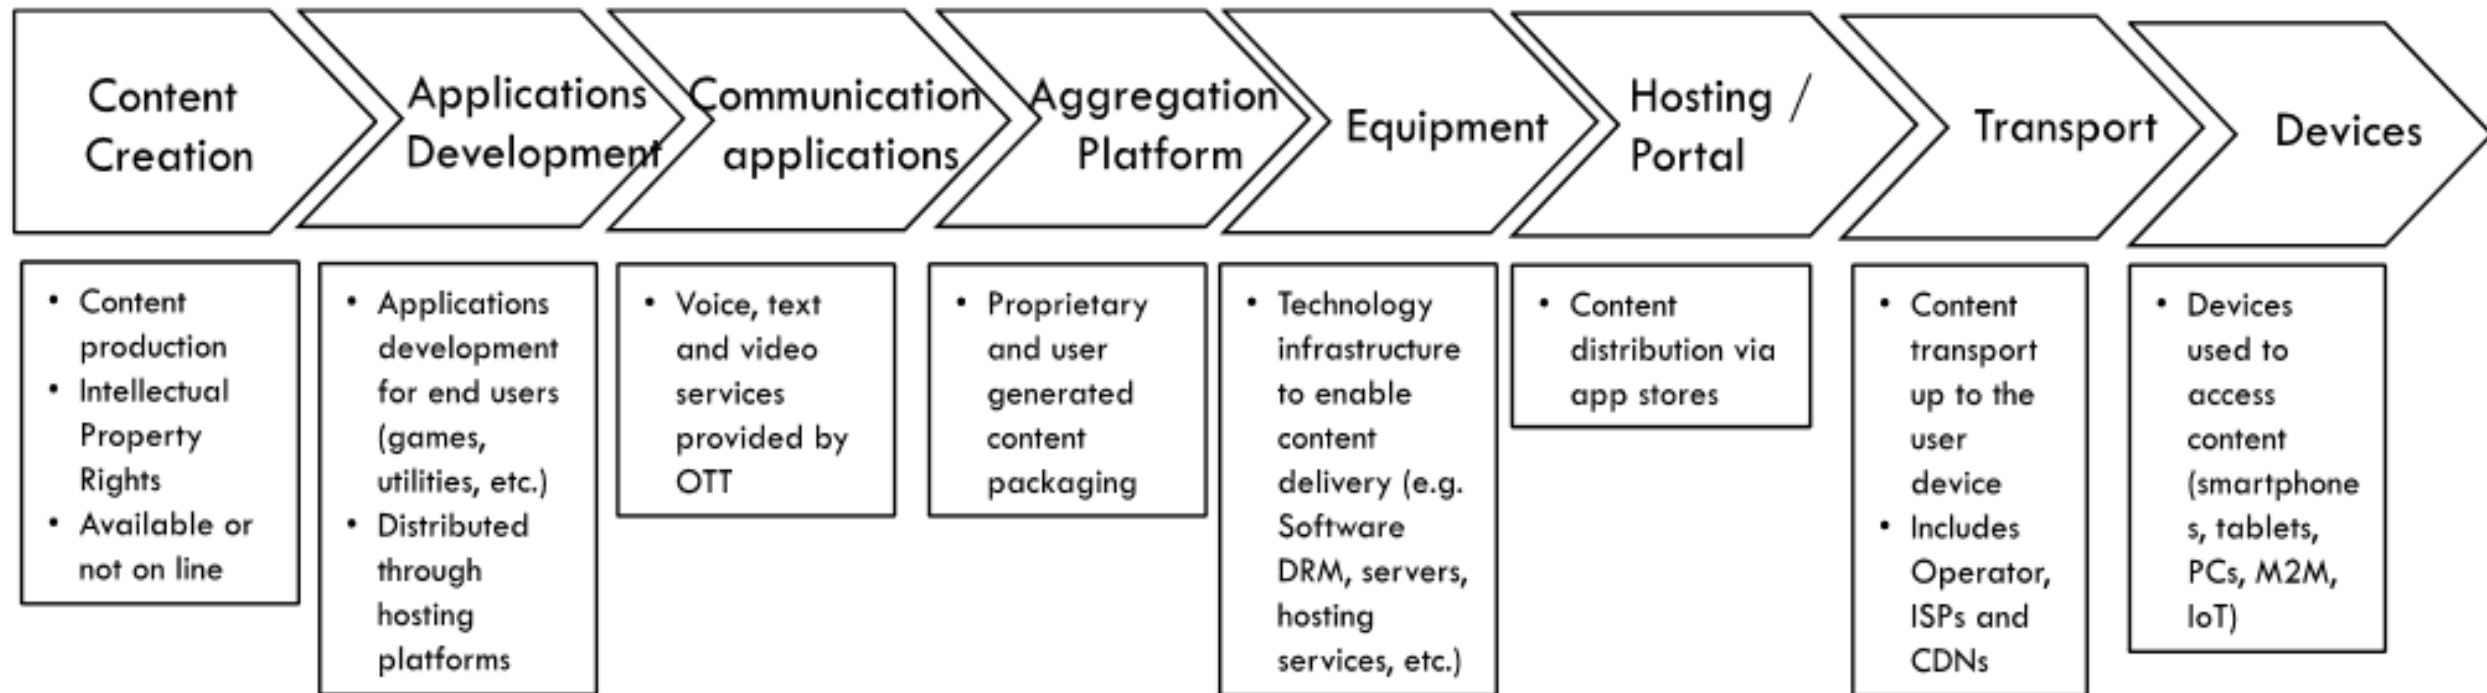 Content
Creation
Applications
Development
Communication
applications
Aggregation
Platform
Equipment
Hosting /
Portal
Transport
Devices
• Content
production
• Intellectual
Property
Rights
• Available or
not on line
• Applications
development
for end users
(games,
utilities, etc.)
• Distributed
through
hosting
platforms
• Voice, text
and video
services
provided by
OTT
• Proprietary
and user
generated
content
packaging
• Technology
infrastructure
to enable
content
delivery (e.g.
Software
DRM, servers,
hosting
services, etc.)
• Content
distribution via
app stores
• Content
transport
up to the
user
device
• Includes
Operator,
ISPs and
CDNs
• Devices
used to
access
content
(smartphone
s, tablets,
PCs, M2M,
IoT)